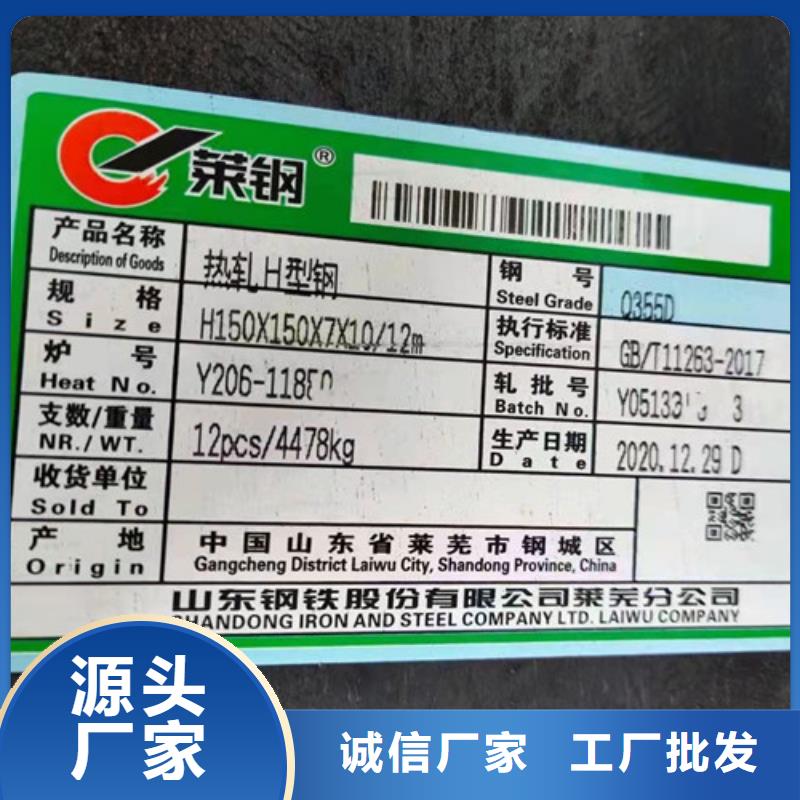 莱钢®
产品名称 热轧H型钢 钢号 Q355D
Description of Goods Steel Grade
规格 H150X150X7X10/12m 执行标准 GB/T11263-2017
Size Specification
炉号 轧批号
Heat No. Batch No.
支数/重量 12pcs/4478kg 生产日期 2020.12.29 D
NR./WT. Date
收货单位
Sold To
产地 中国山东省莱芜市钢城区
Origin Gangcheng District Laiwu City, Shandong Province, China
山东钢铁股份有限公司莱芜分公司
SHANDONG IRON AND STEEL COMPANY LTD. LAIWU COMPANY
源头
厂家
诚信厂家 工厂批发